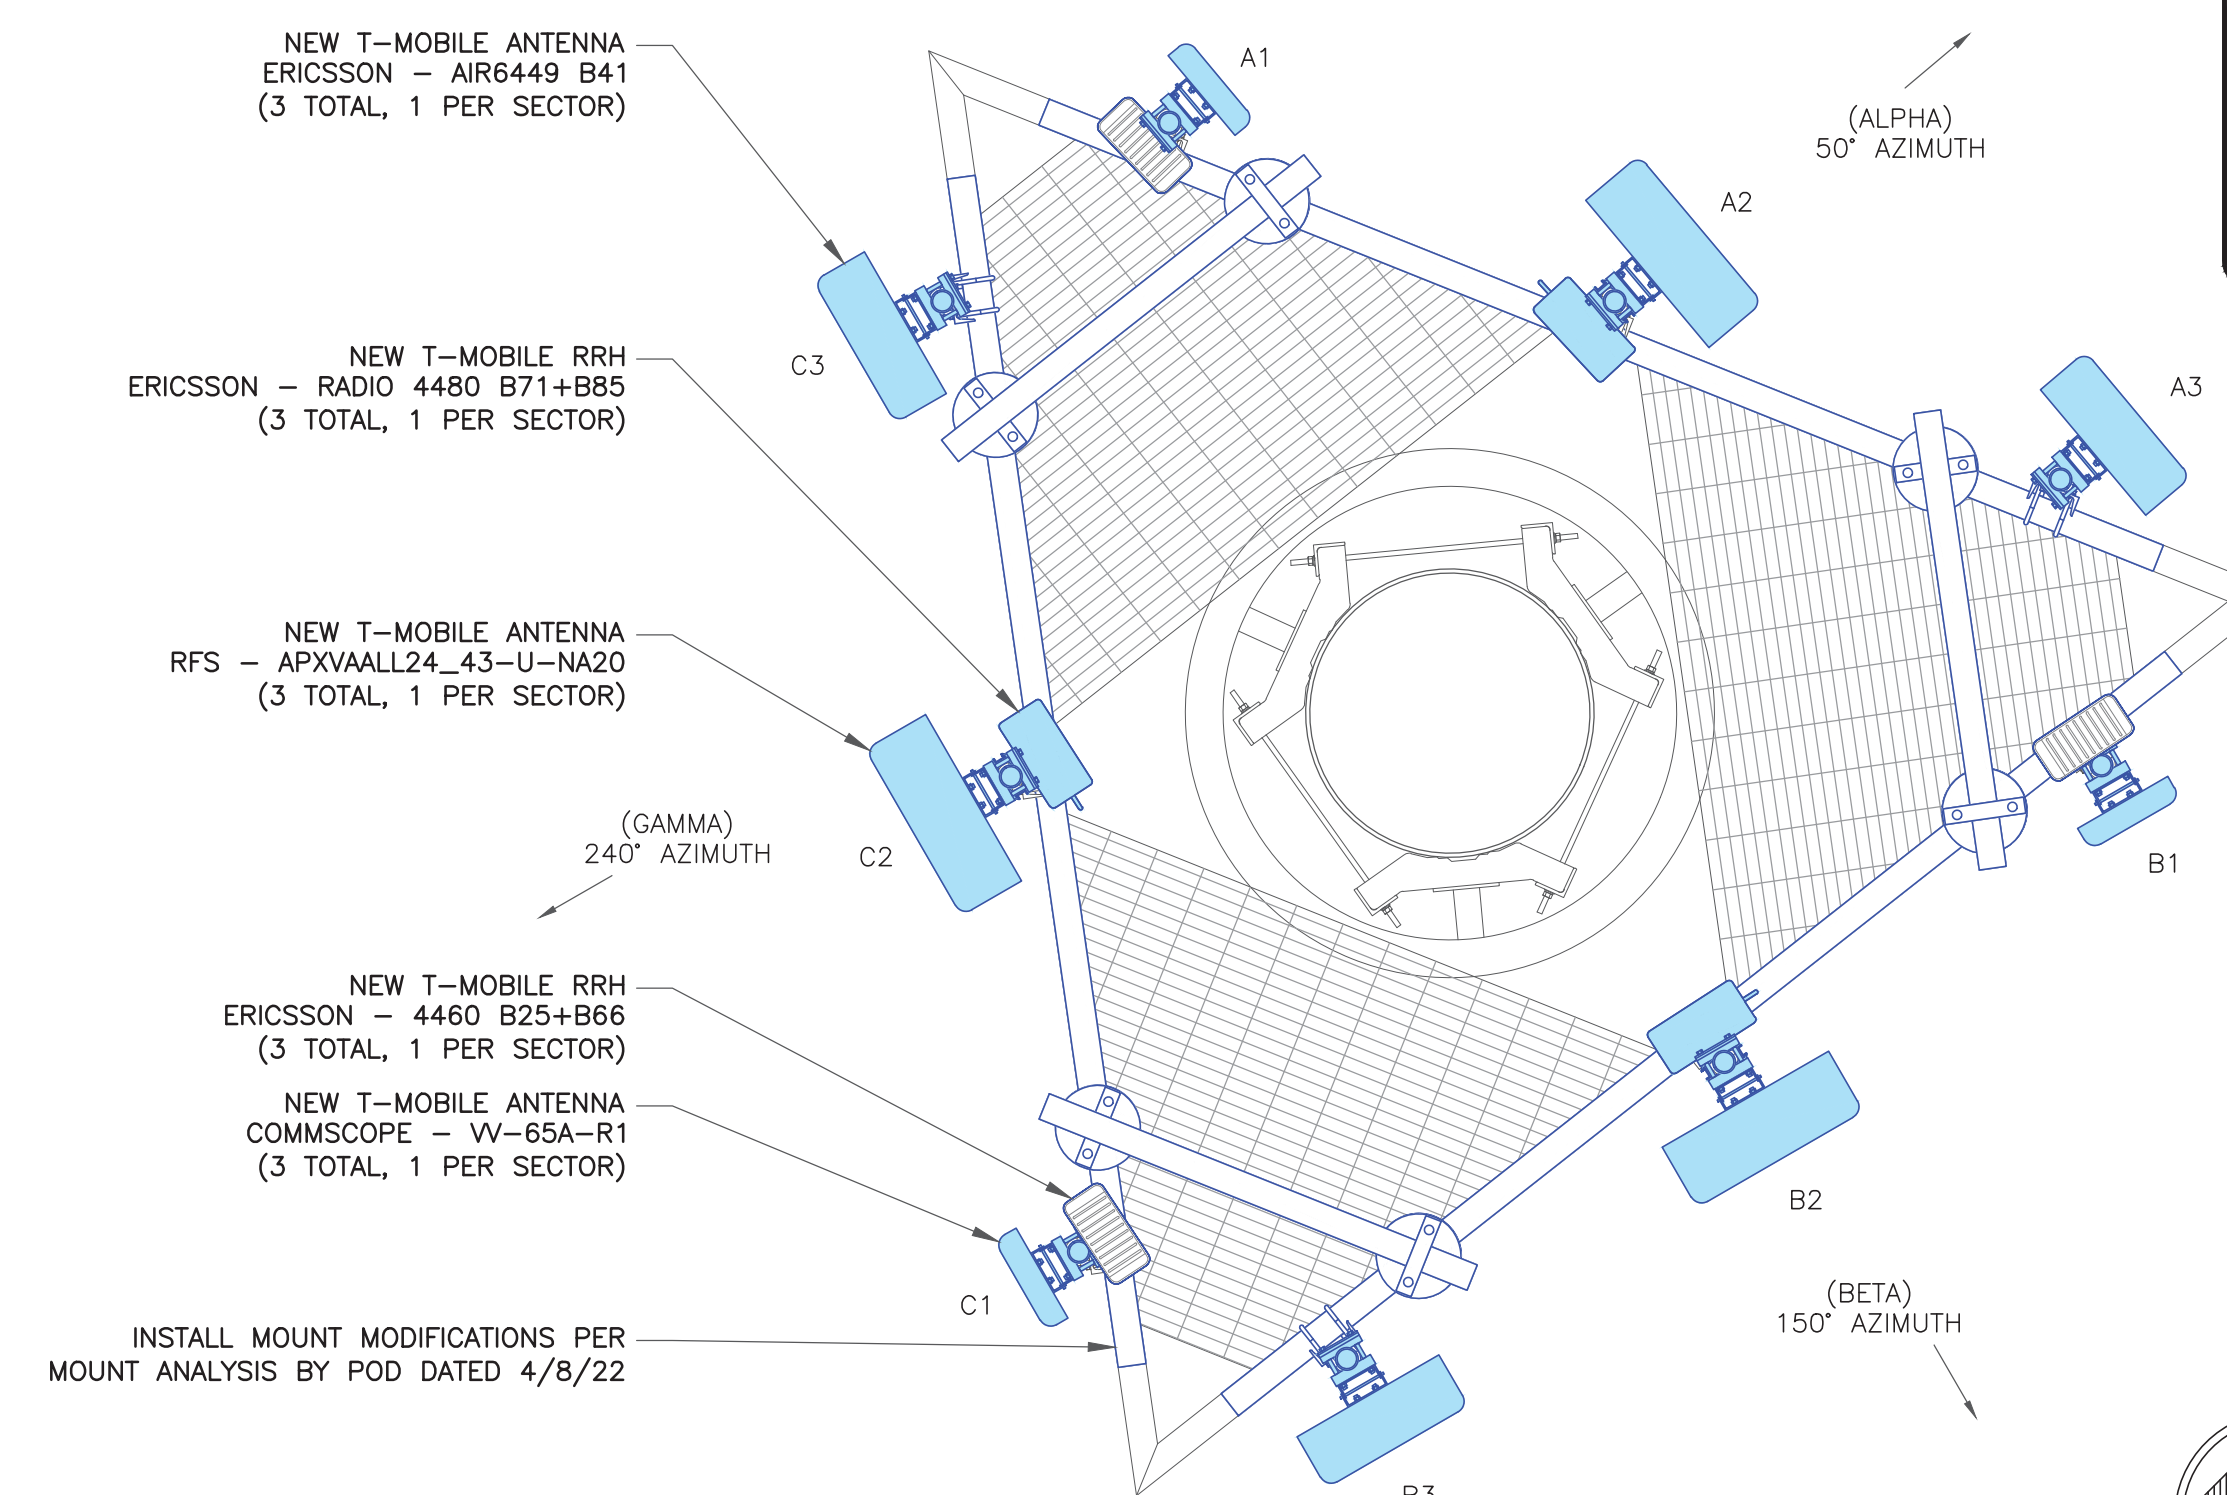 NEW T-MOBILE ANTENNA
ERICSSON - AIR6449 B41
(3 TOTAL, 1 PER SECTOR)
NEW T-MOBILE RRH
ERICSSON - RADIO 4480 B71+B85
(3 TOTAL, 1 PER SECTOR)
NEW T-MOBILE ANTENNA
RFS - APXVAALL24_43-U-NA20
(3 TOTAL, 1 PER SECTOR)
(GAMMA)
240° AZIMUTH
NEW T-MOBILE RRH
ERICSSON - 4460 B25+B66
(3 TOTAL, 1 PER SECTOR)
NEW T-MOBILE ANTENNA
COMMSCOPE - VV-65A-R1
(3 TOTAL, 1 PER SECTOR)
INSTALL MOUNT MODIFICATIONS PER
MOUNT ANALYSIS BY POD DATED 4/8/22
A1
(ALPHA)
50° AZIMUTH
A2
A3
C3
C2
C1
B1
B2
(BETA)
150° AZIMUTH
B3